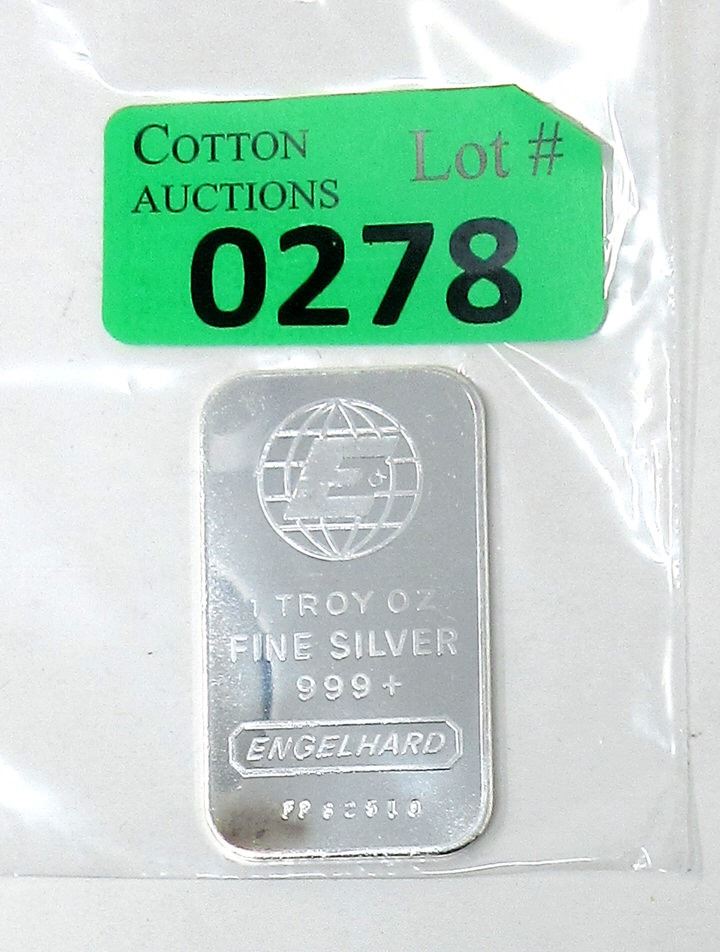 COTTON
AUCTIONS
Lot #
0278
E
1 TROY OZ
FINE SILVER
999+
ENGELHARD